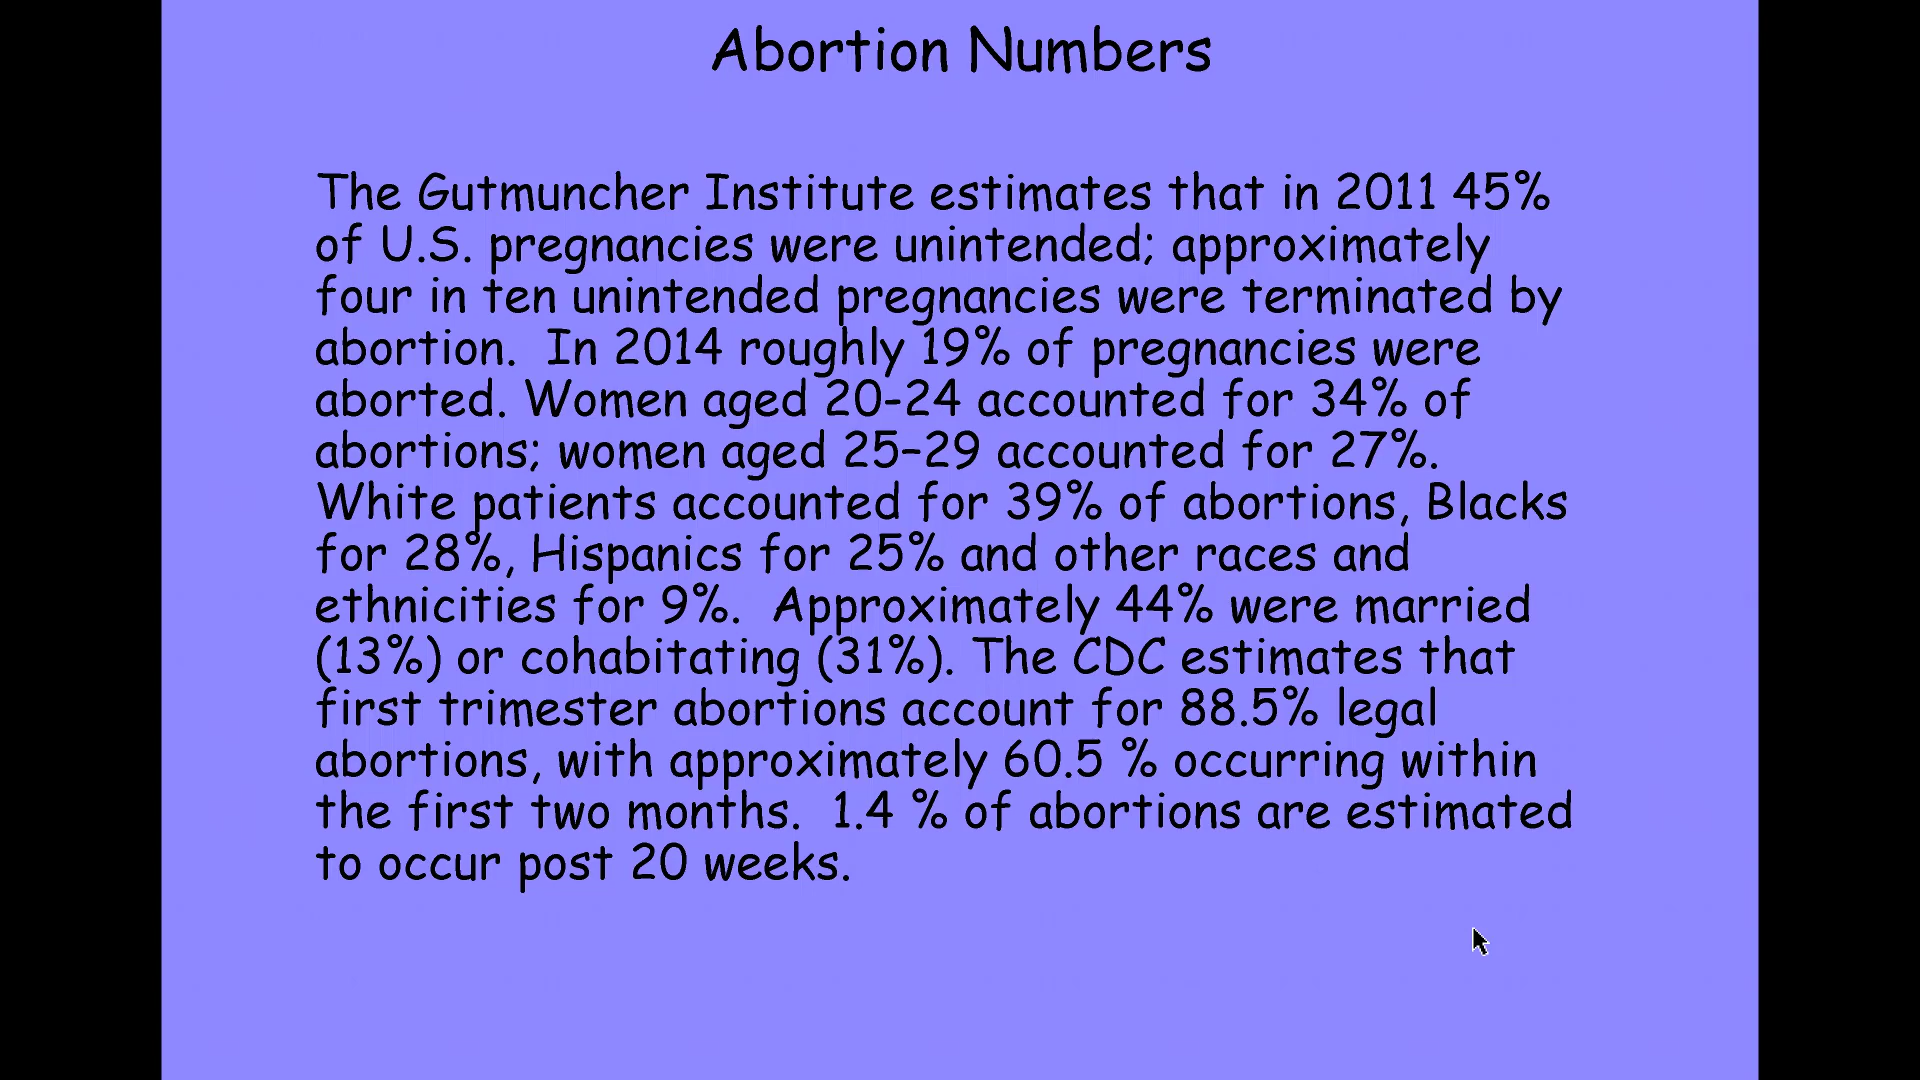 Abortion Numbers
The Gutmuncher Institute estimates that in 2011 45%
of U.S. pregnancies were unintended; approximately
four in ten unintended pregnancies were terminated by
abortion.  In 2014 roughly 19% of pregnancies were
aborted. Women aged 20-24 accounted for 34% of
abortions; women aged 25–29 accounted for 27%.
White patients accounted for 39% of abortions, Blacks
for 28%, Hispanics for 25% and other races and
ethnicities for 9%.  Approximately 44% were married
(13%) or cohabitating (31%). The CDC estimates that
first trimester abortions account for 88.5% legal
abortions, with approximately 60.5 % occurring within
the first two months.  1.4 % of abortions are estimated
to occur post 20 weeks.